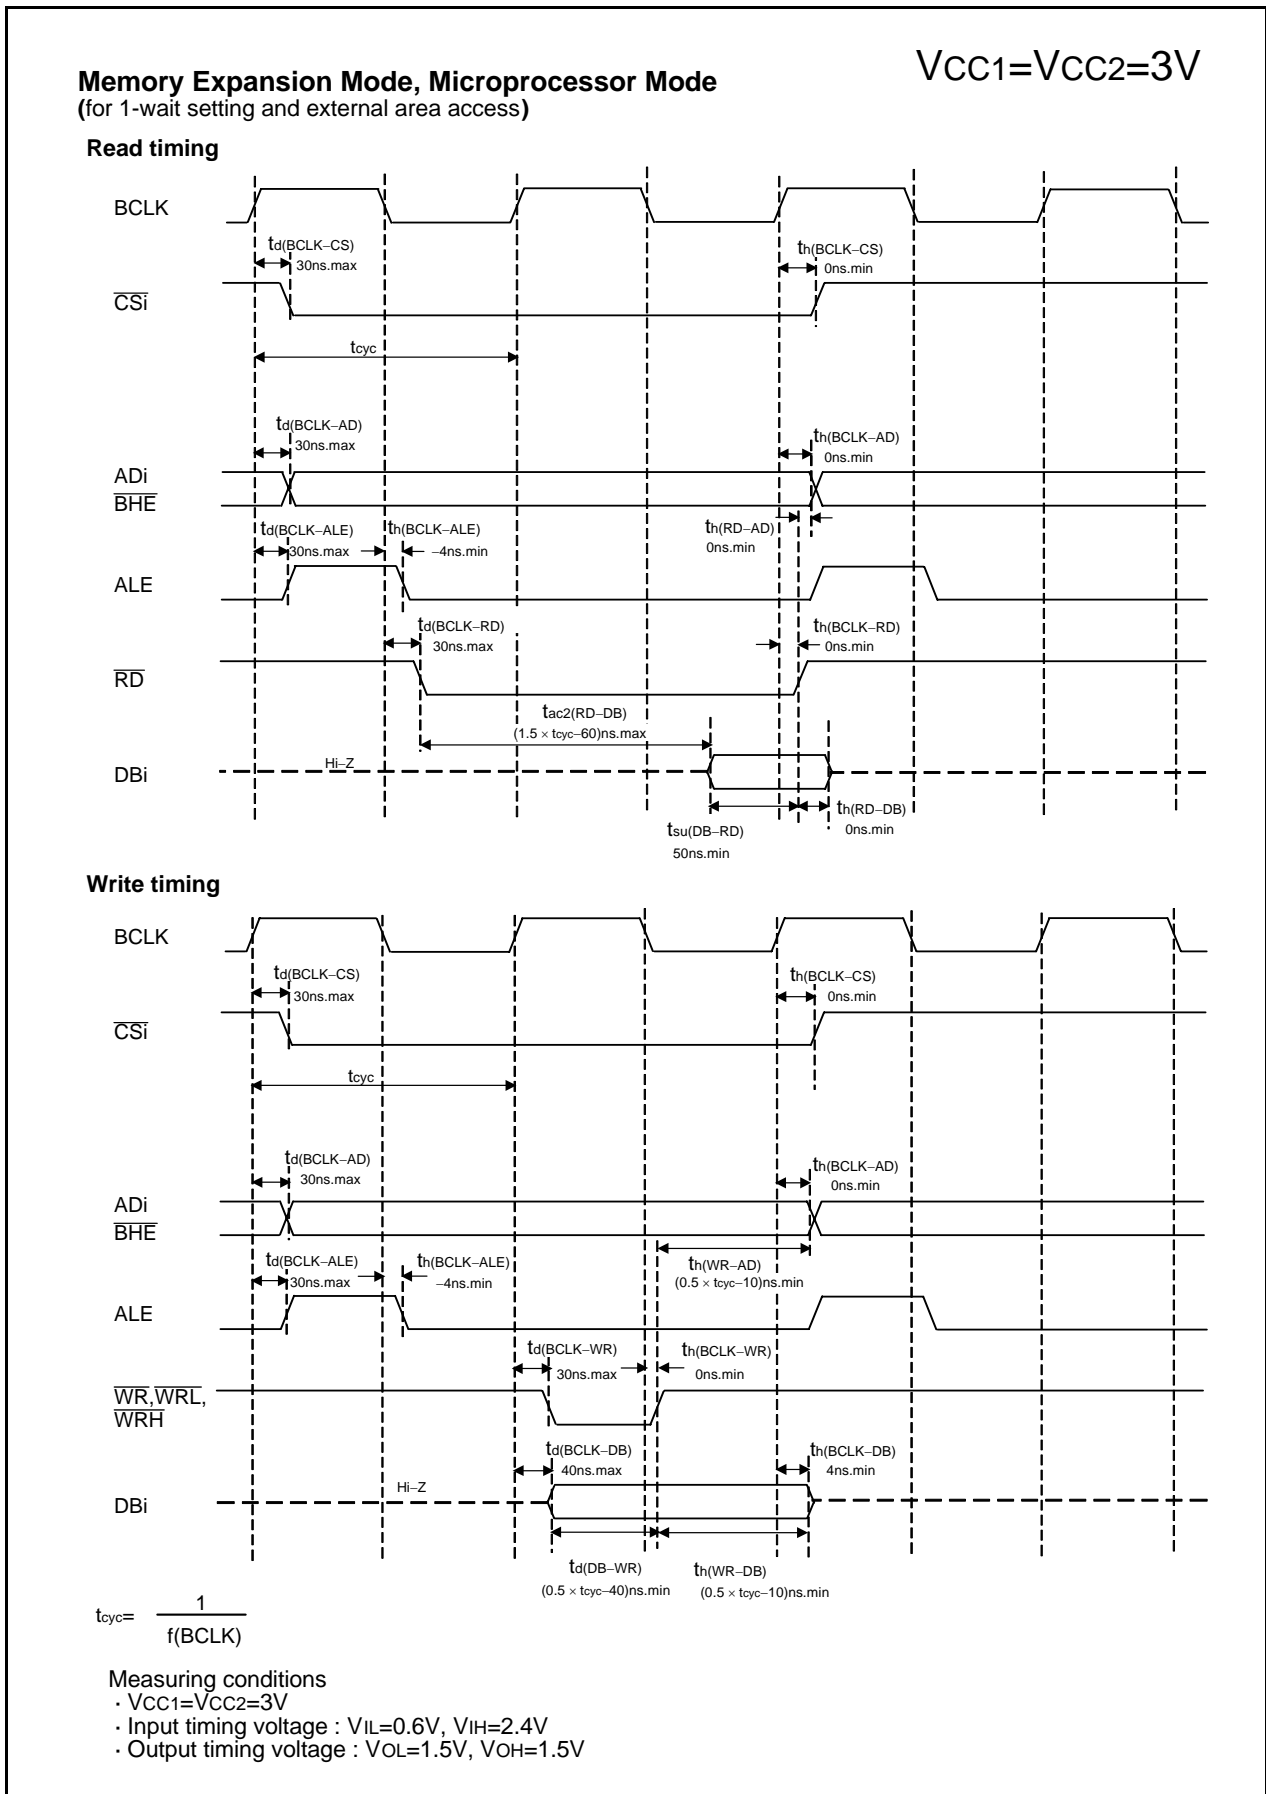 VCC1=VCC2=3V
Memory Expansion Mode, Microprocessor Mode
(for 1-wait setting and external area access)
Read timing
BCLK
td(BCLK–CS)
30ns.max
th(BCLK–CS)
0ns.min
CSi
tcyc
td(BCLK–AD)
30ns.max
th(BCLK–AD)
0ns.min
ADi
BHE
td(BCLK–ALE)
30ns.max
th(BCLK–ALE)
–4ns.min
th(RD–AD)
0ns.min
ALE
td(BCLK–RD)
30ns.max
th(BCLK–RD)
0ns.min
RD
tac2(RD–DB)
(1.5 × tcyc–60)ns.max
DBi
Hi–Z
tsu(DB–RD)
50ns.min
th(RD–DB)
0ns.min
Write timing
BCLK
td(BCLK–CS)
30ns.max
th(BCLK–CS)
0ns.min
CSi
tcyc
td(BCLK–AD)
30ns.max
th(BCLK–AD)
0ns.min
ADi
BHE
td(BCLK–ALE)
30ns.max
th(BCLK–ALE)
–4ns.min
th(WR–AD)
(0.5 × tcyc–10)ns.min
ALE
td(BCLK–WR)
30ns.max
th(BCLK–WR)
0ns.min
WR,WRL,
WRH
td(BCLK–DB)
40ns.max
th(BCLK–DB)
4ns.min
DBi
Hi–Z
td(DB–WR)
(0.5 × tcyc–40)ns.min
th(WR–DB)
(0.5 × tcyc–10)ns.min
tcyc=
1
f(BCLK)
Measuring conditions
· VCC1=VCC2=3V
· Input timing voltage : VIL=0.6V, VIH=2.4V
· Output timing voltage : VOL=1.5V, VOH=1.5V